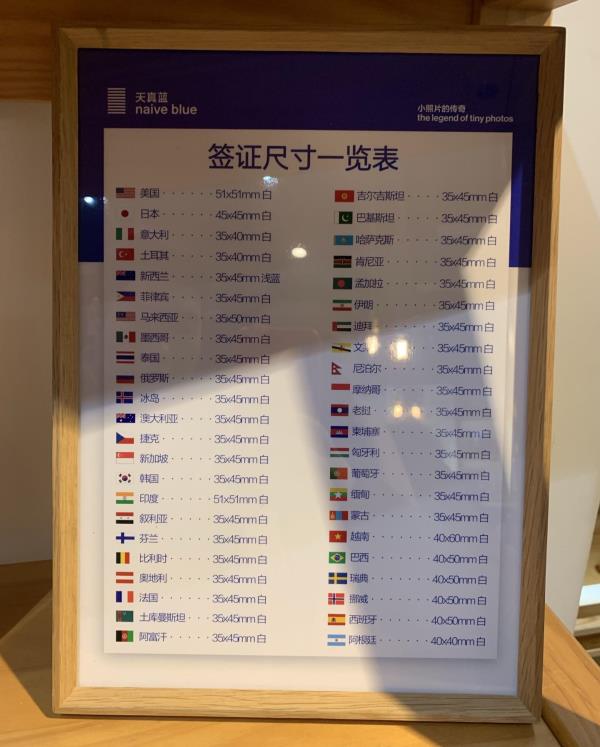 天真蓝
naive blue
小照片的传奇
the legend of tiny photos
签证尺寸一览表
美国 · · · · · · 51x51mm 白
日本 · · · · · · 45x45mm 白
意大利 · · · · · 35x40mm 白
土耳其 · · · · · 35x40mm 白
新西兰 · · · · · 35x45mm 浅蓝
菲律宾 · · · · · 35x45mm 白
马来西亚 · · · · 35x50mm 白
墨西哥 · · · · · 35x45mm 白
泰国 · · · · · · 35x45mm 白
俄罗斯 · · · · · 35x45mm 白
冰岛 · · · · · · 35x45mm 白
澳大利亚 · · · · 35x45mm 白
捷克 · · · · · · 35x45mm 白
新加坡 · · · · · 35x45mm 白
韩国 · · · · · · 35x45mm 白
印度 · · · · · · 51x51mm 白
叙利亚 · · · · · 35x45mm 白
芬兰 · · · · · · 35x45mm 白
比利时 · · · · · 35x45mm 白
奥地利 · · · · · 35x45mm 白
法国 · · · · · · 35x45mm 白
土库曼斯坦 · · · 35x45mm 白
阿富汗 · · · · · 35x45mm 白
吉尔吉斯坦 · · · · 35x45mm 白
巴基斯坦 · · · · · 35x45mm 白
哈萨克斯 · · · · · 35x45mm 白
肯尼亚 · · · · · · 35x45mm 白
孟加拉 · · · · · · 35x45mm 白
伊朗 · · · · · · · 35x45mm 白
迪拜 · · · · · · · 35x45mm 白
文 · · · · · 35x45mm 白
尼泊尔 · · · · · · 35x45mm 白
摩纳哥 · · · · · · 35x45mm 白
老挝 · · · · · · 35x45mm 白
柬埔寨 · · · · · · 35x45mm 白
匈牙利 · · · · · · 35x45mm 白
葡萄牙 · · · · · · 35x45mm 白
缅甸 · · · · · · · 35x45mm 白
蒙古 · · · · · · · 35x45mm 白
越南 · · · · · · · 40x60mm 白
巴西 · · · · · · · 40x50mm 白
瑞典 · · · · · · · 40x50mm 白
挪威 · · · · · · · 40x50mm 白
西班牙 · · · · · · 40x50mm 白
阿根廷 · · · · · · 40x40mm 白